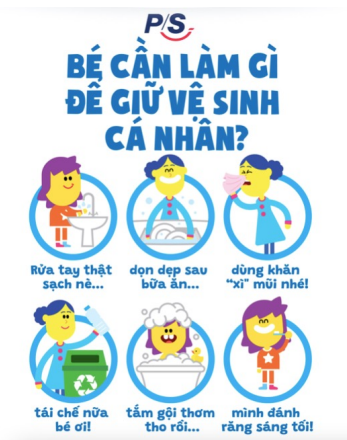 P/S
BÉ CẦN LÀM GÌ
ĐỂ GIỮ VỆ SINH
CÁ NHÂN?
Rửa tay thật
sạch nè...
dọn dẹp sau
bữa ăn...
dùng khăn
“xì” mũi nhé!
tái chế nữa
bé ơi!
tắm gội thơm
tho rồi...
mình đánh
răng sáng tối!